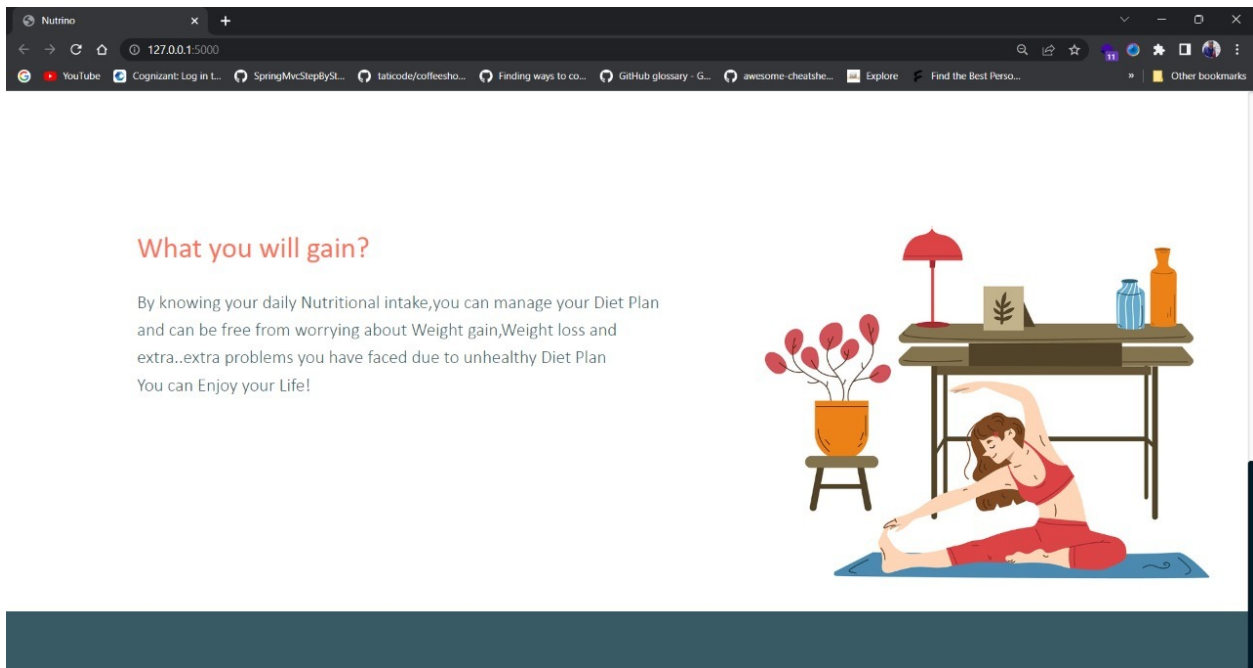 Nutrino
127.0.0.1:5000
11
YouTube Cognizant: Log in t... SpringMvcStepBySt... taticode/coffeesho... Finding ways to co... GitHub glossary - G... awesome-cheatshe... Explore Find the Best Perso... » Other bookmarks
What you will gain?
By knowing your daily Nutritional intake,you can manage your Diet Plan
and can be free from worrying about Weight gain,Weight loss and
extra..extra problems you have faced due to unhealthy Diet Plan
You can Enjoy your Life!